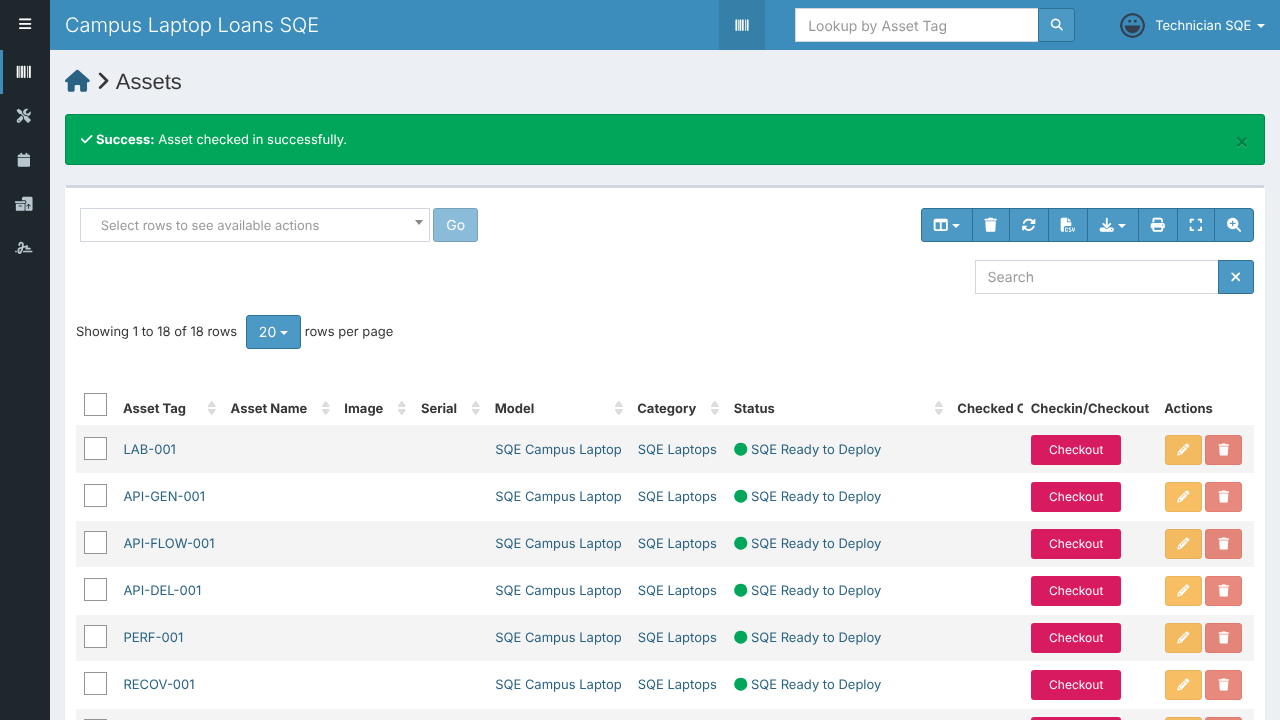 Campus Laptop Loans SQE
Lookup by Asset Tag
Technician SQE
Assets
Success: Asset checked in successfully.
×
Select rows to see available actions
Go
CSV
Search
Showing 1 to 18 of 18 rows 20 rows per page
Asset Tag Asset Name Image Serial Model Category Status Checked O Checkin/Checkout Actions
LAB-001 SQE Campus Laptop SQE Laptops SQE Ready to Deploy Checkout
API-GEN-001 SQE Campus Laptop SQE Laptops SQE Ready to Deploy Checkout
API-FLOW-001 SQE Campus Laptop SQE Laptops SQE Ready to Deploy Checkout
API-DEL-001 SQE Campus Laptop SQE Laptops SQE Ready to Deploy Checkout
PERF-001 SQE Campus Laptop SQE Laptops SQE Ready to Deploy Checkout
RECOV-001 SQE Campus Laptop SQE Laptops SQE Ready to Deploy Checkout